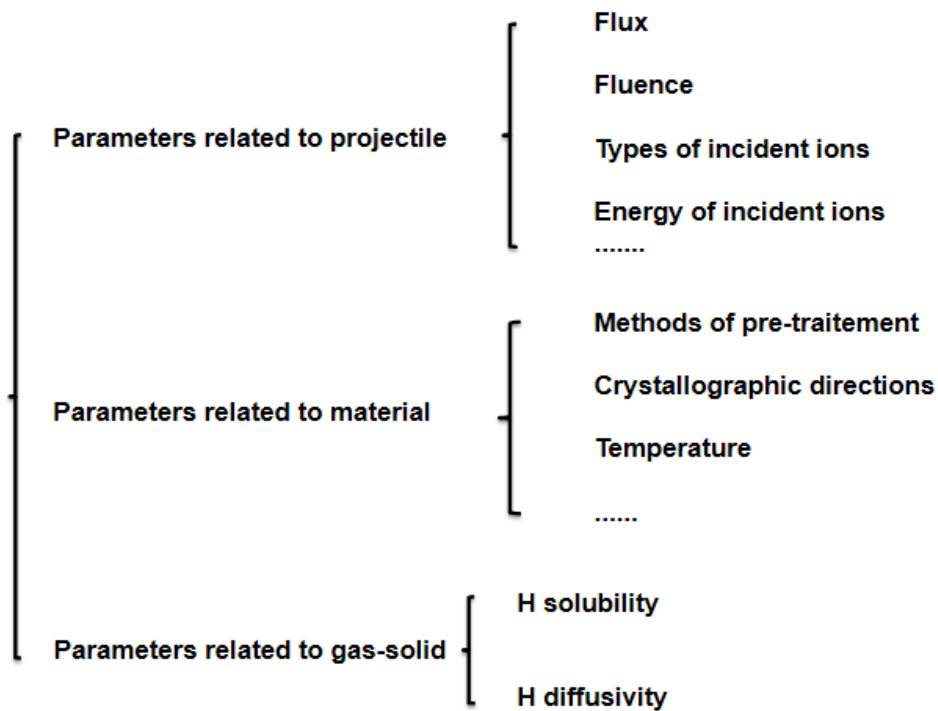 Flux
Fluence
Parameters related to projectile
Types of incident ions
Energy of incident ions
.......
Methods of pre-traitement
Crystallographic directions
Parameters related to material
Temperature
......
H solubility
Parameters related to gas-solid
H diffusivity